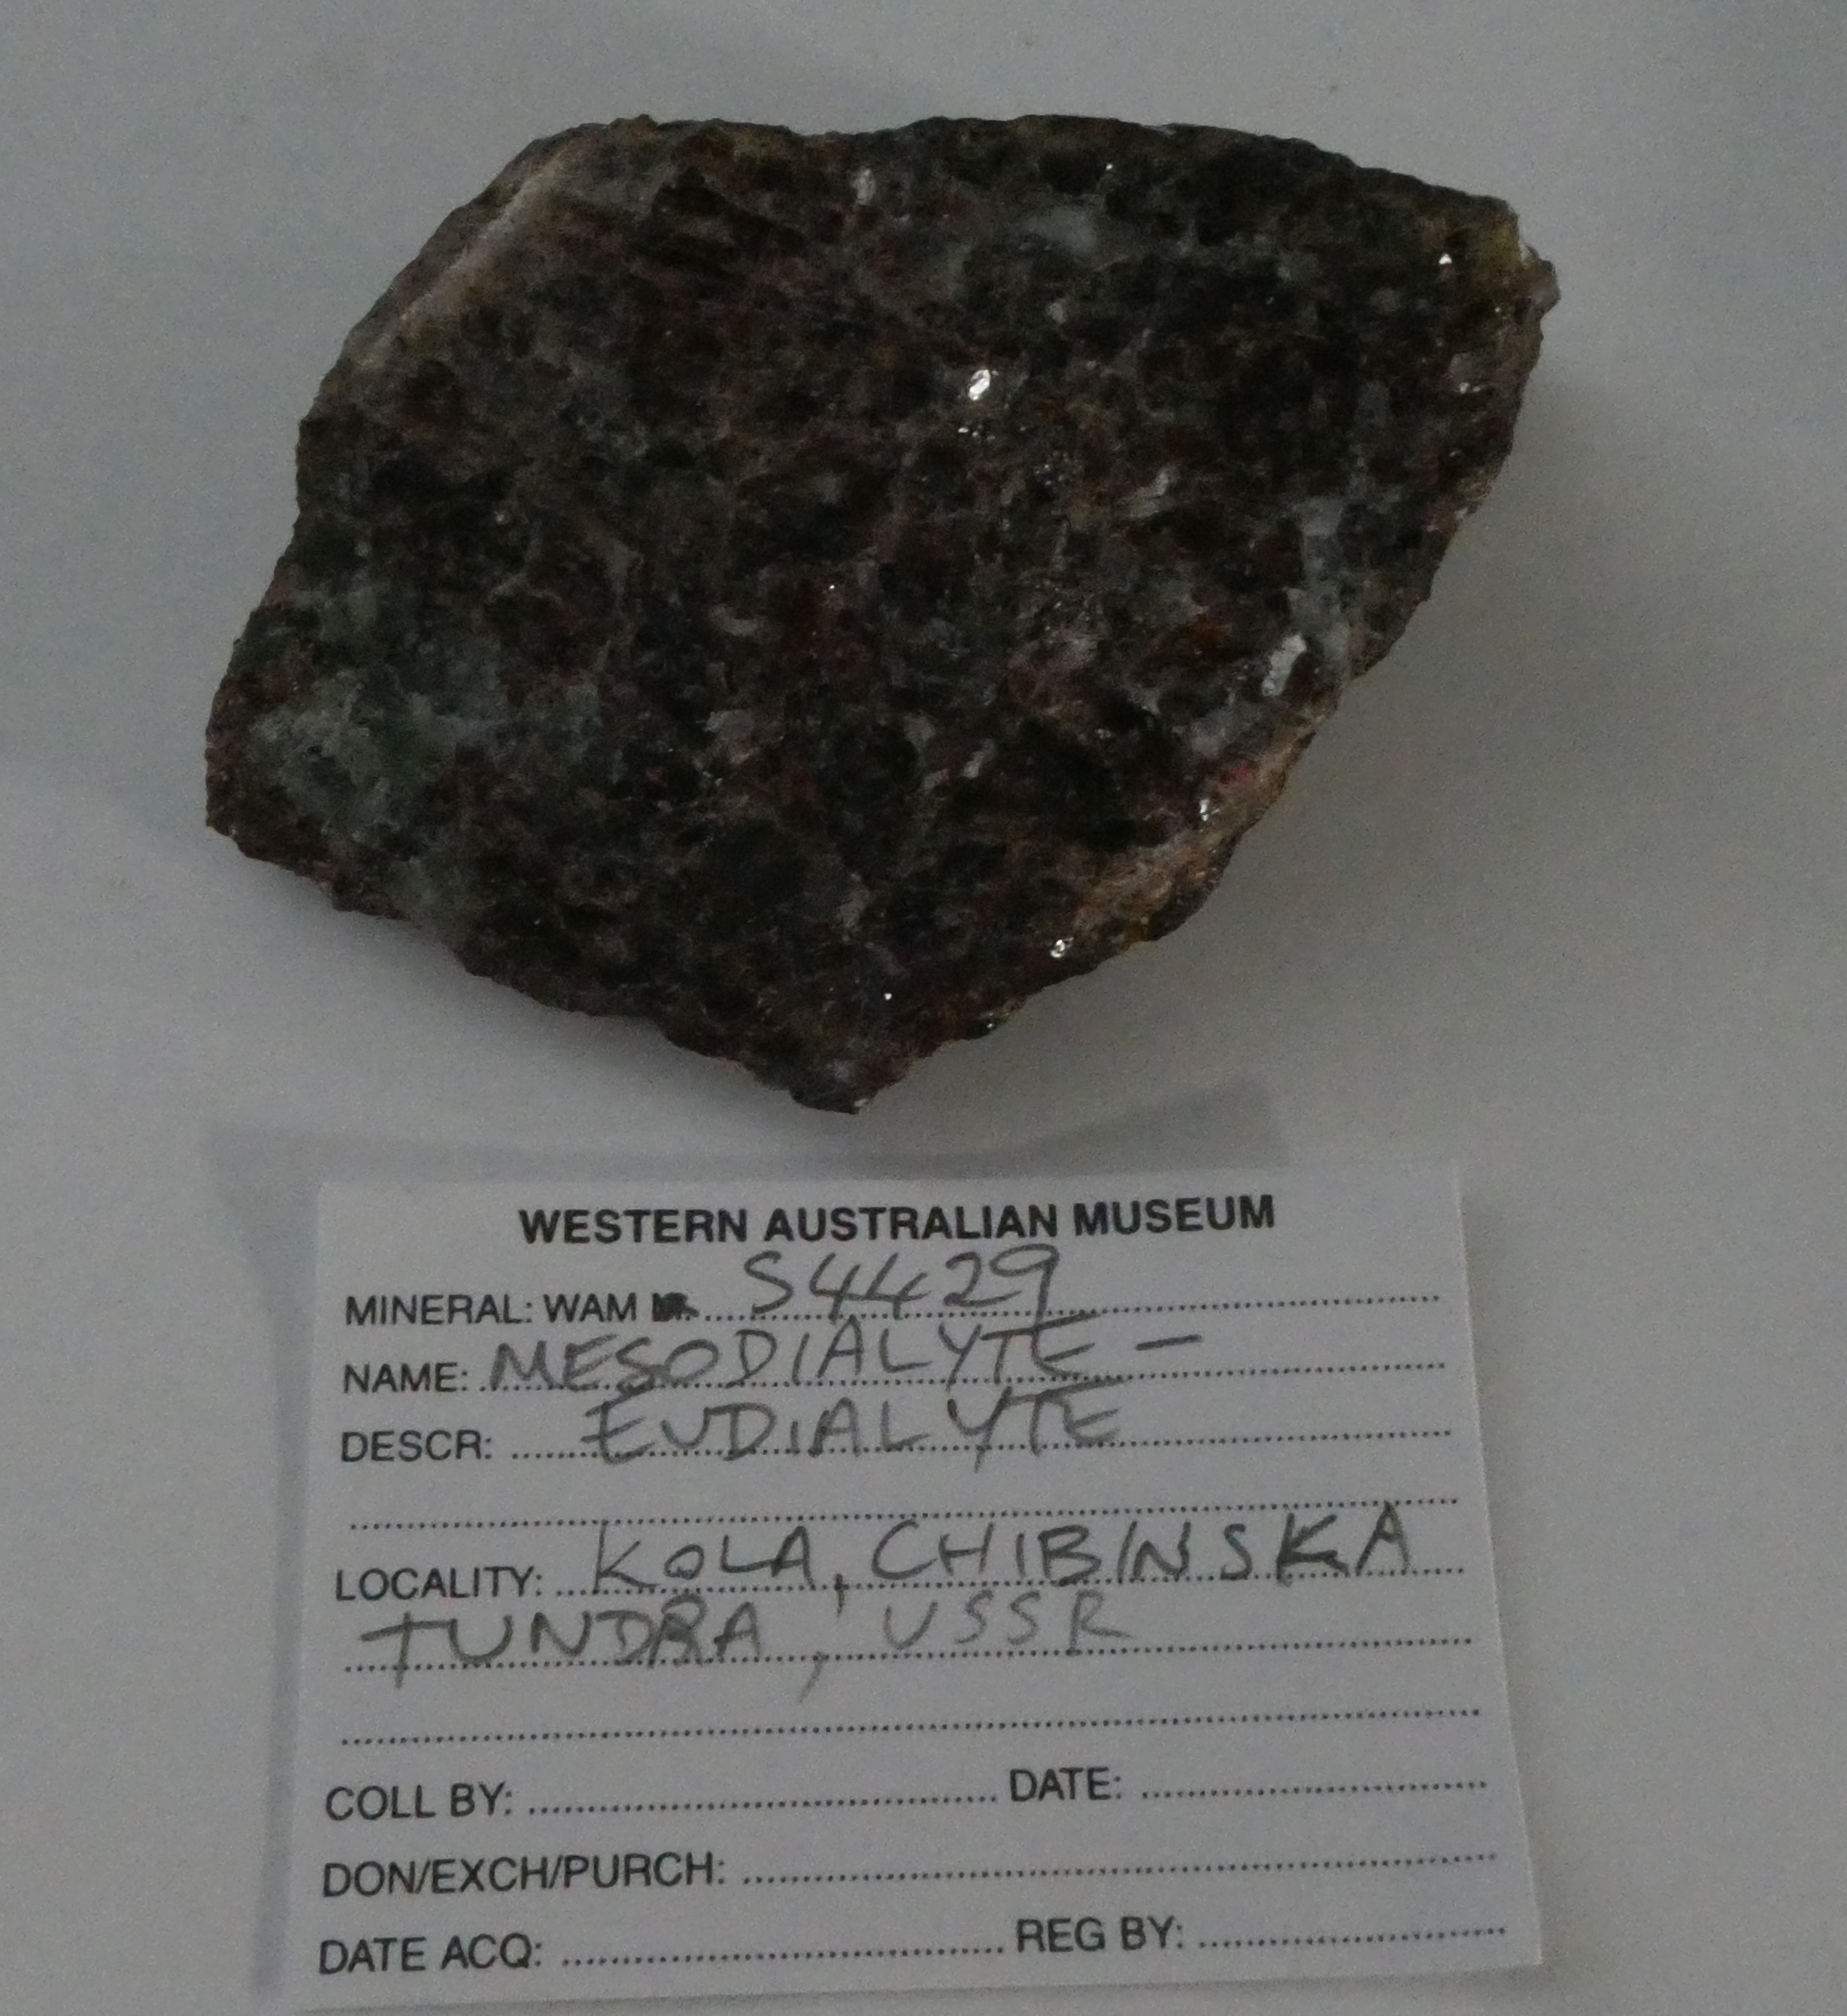 WESTERN AUSTRALIAN MUSEUM
MINERAL: WAM S4429
NAME: MESODIALYTE –
DESCR: EUDIALYTE
LOCALITY: KOLA, CHIBINSKA
TUNDRA, USSR
COLL BY: DATE:
DON/EXCH/PURCH:
DATE ACQ: REG BY: